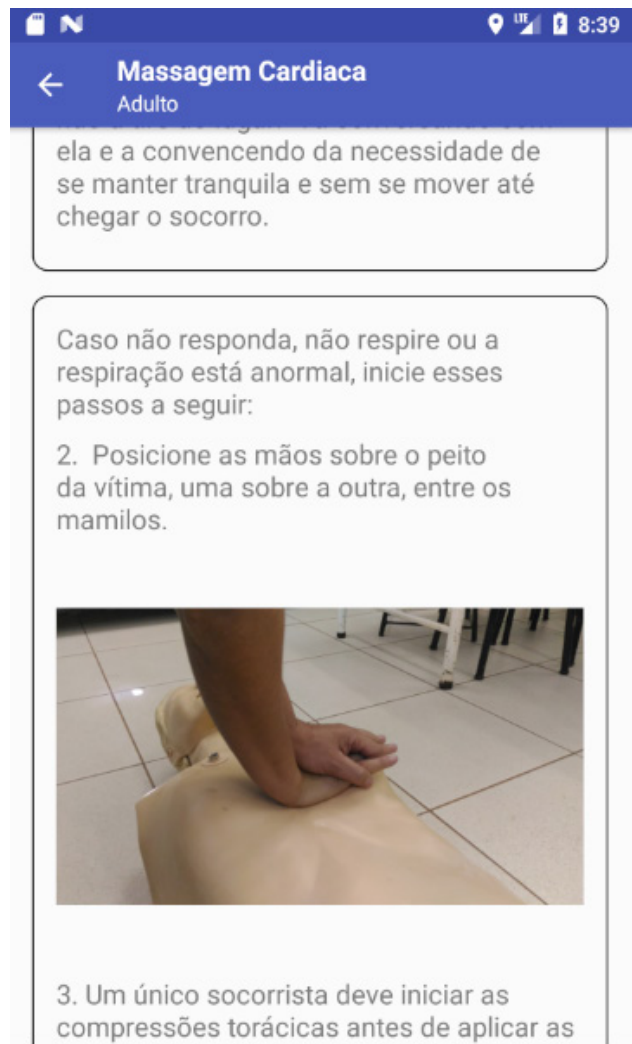 LTE 8:39
Massagem Cardiaca
Adulto
ela e a convencendo da necessidade de
se manter tranquila e sem se mover até
chegar o socorro.
Caso não responda, não respire ou a
respiração está anormal, inicie esses
passos a seguir:
2. Posicione as mãos sobre o peito
da vítima, uma sobre a outra, entre os
mamilos.
3. Um único socorrista deve iniciar as
compressões torácicas antes de aplicar as